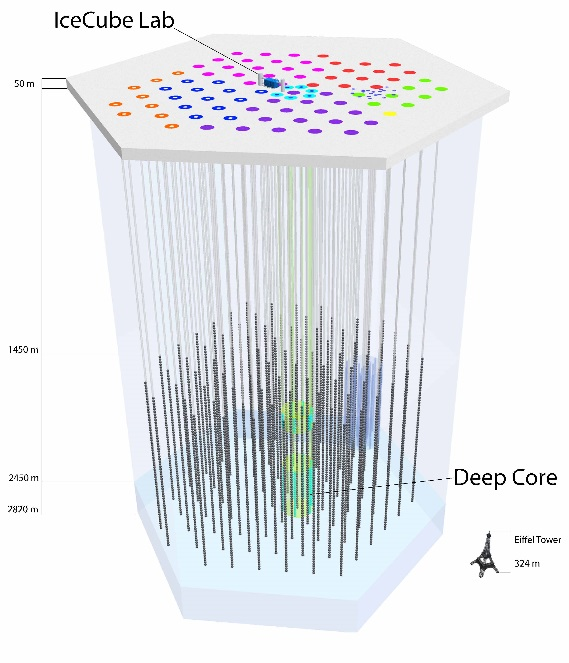 IceCube Lab
50 m
1450 m
2450 m
Deep Core
2820 m
Eiffel Tower
324 m